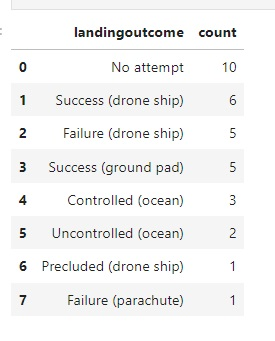 landingoutcome count
0 No attempt 10
1 Success (drone ship) 6
2 Failure (drone ship) 5
3 Success (ground pad) 5
4 Controlled (ocean) 3
5 Uncontrolled (ocean) 2
6 Precluded (drone ship) 1
7 Failure (parachute) 1